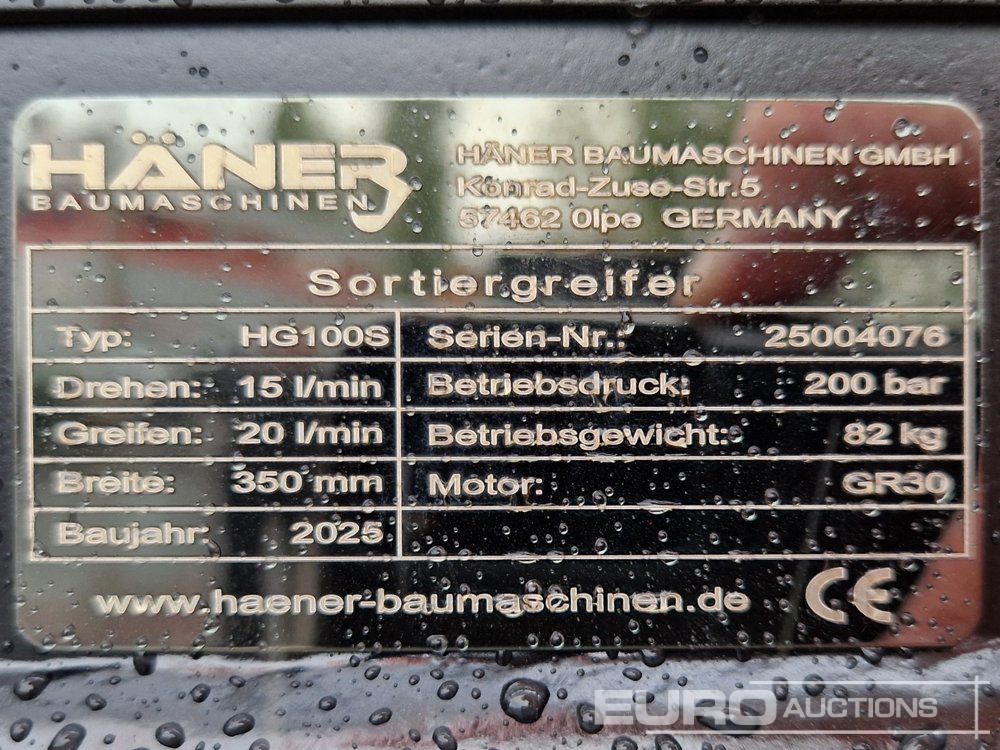 HÄNER
BAUMASCHINEN
HÄNER BAUMASCHINEN GMBH
Konrad-Zuse-Str.5
57462 Olpe GERMANY
Sortiergreifer
Typ: HG100S Serien-Nr.: 25004076
Drehen: 15 l/min Betriebsdruck: 200 bar
Greifen: 20 l/min Betriebsgewicht: 82 kg
Breite: 350 mm Motor: GR30
Baujahr: 2025
www.haener-baumaschinen.de CE
EURO AUCTIONS